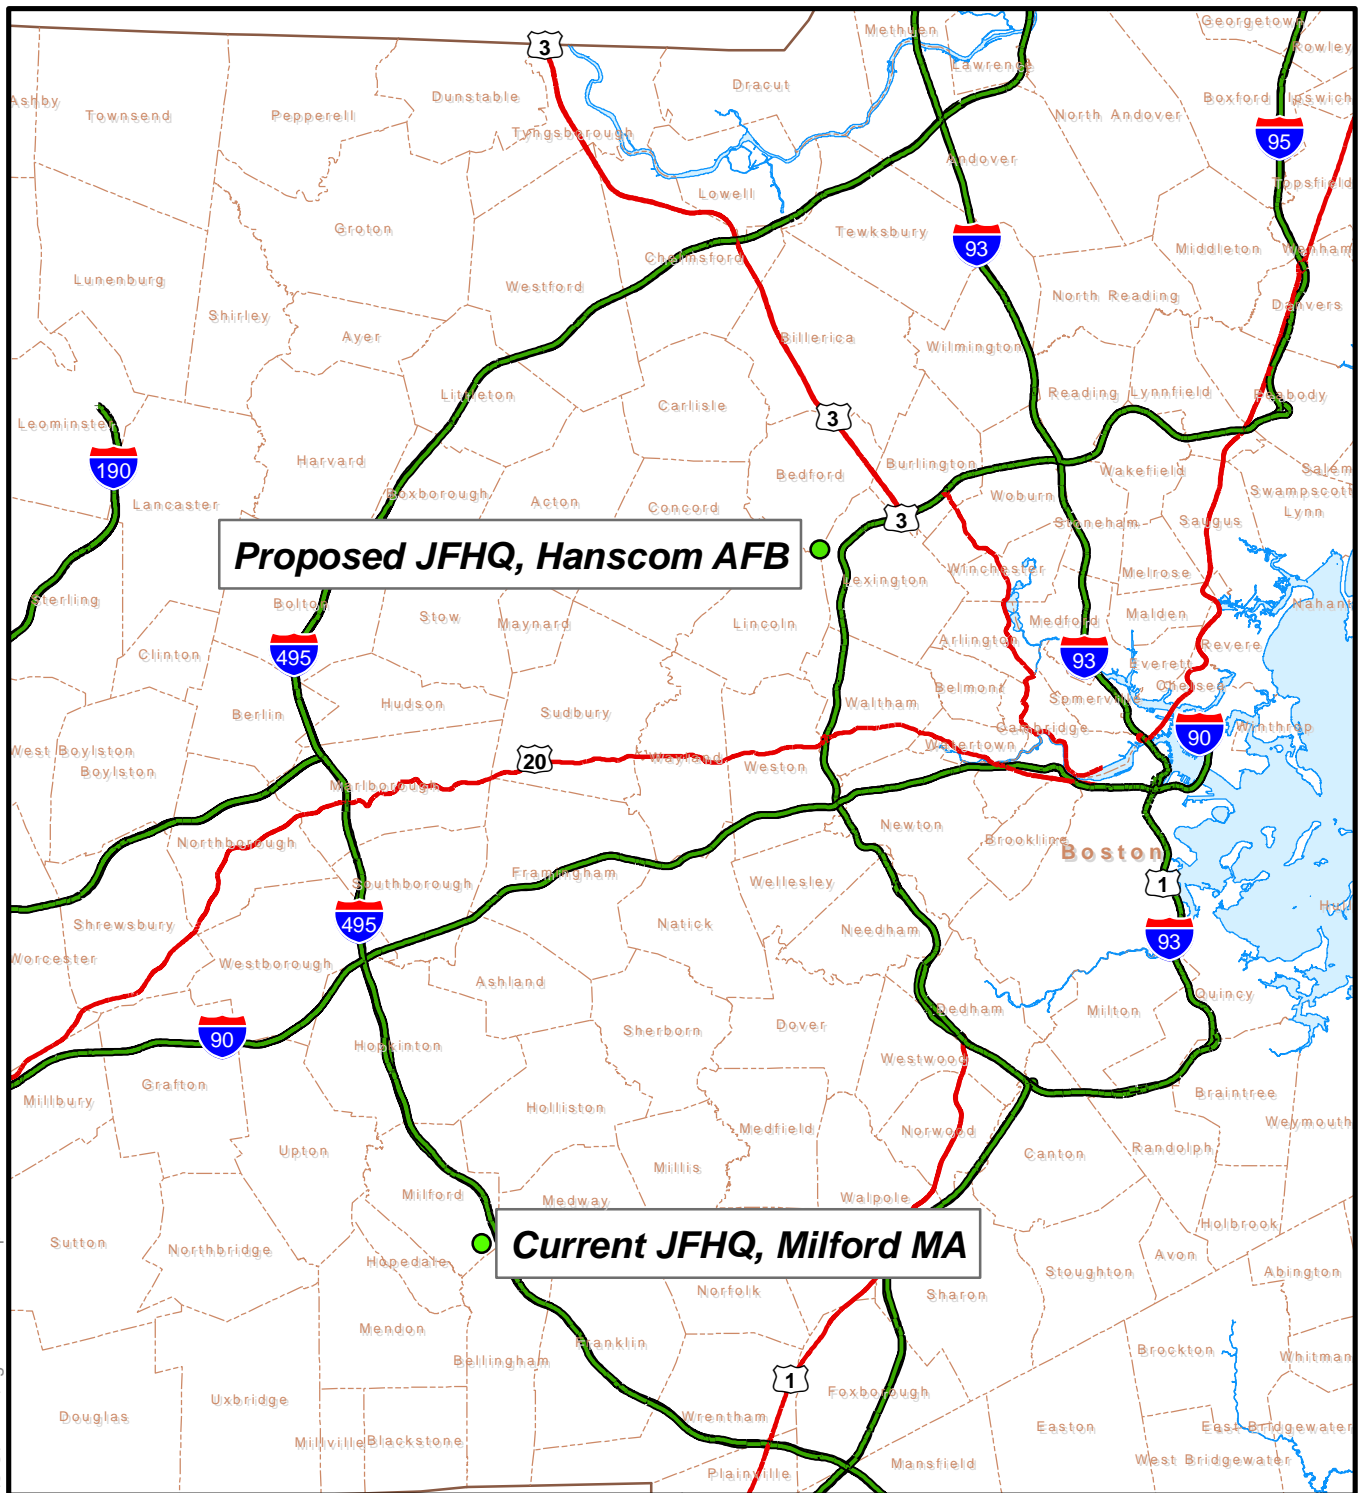 Georgetown
Methuen
Rowley
3
Lawrence
Dracut
Ashby
Dunstable
Boxford
Ipswich
Townsend
Pepperell
North Andover
Tyngsborough
95
Andover
Topsfield
Lowell
Groton
Tewksbury
93
Middleton
Wenham
Chelmsford
Lunenburg
Westford
North Reading
Danvers
Shirley
Ayer
Billerica
Wilmington
Littleton
Reading
Lynnfield
Peabody
Carlisle
3
Leominster
Harvard
190
Bedford
Burlington
Wakefield
Salem
Boxborough
Acton
Concord
Woburn
Swampscott
Lancaster
Lynn
3
Stoneham
Saugus
Proposed JFHQ, Hanscom AFB
Winchester
Lexington
Melrose
Sterling
Bolton
Nahant
Stow
Maynard
Lincoln
Medford
Malden
Arlington
Revere
Clinton
495
93
Everett
Chelsea
Belmont
Somerville
Hudson
Waltham
Berlin
Sudbury
Cambridge
Winthrop
90
Watertown
West Boylston
20
Wayland
Weston
Boylston
Marlborough
Newton
Brookline
Northborough
Boston
Framingham
Southborough
Wellesley
1
Shrewsbury
495
Natick
Needham
93
Worcester
Westborough
Ashland
Quincy
Dedham
Milton
Sherborn
Dover
90
Hopkinton
Westwood
Grafton
Millbury
Braintree
Holliston
Weymouth
Medfield
Norwood
Upton
Randolph
Canton
Millis
Milford
Medway
Walpole
Holbrook
Sutton
Northbridge
Current JFHQ, Milford MA
Avon
Hopedale
Stoughton
Abington
Norfolk
Sharon
Mendon
Franklin
Brockton
Bellingham
Whitman
1
Foxborough
Uxbridge
Douglas
Wrentham
Easton
East Bridgewater
Millville
Blackstone
West Bridgewater
Mansfield
Plainville